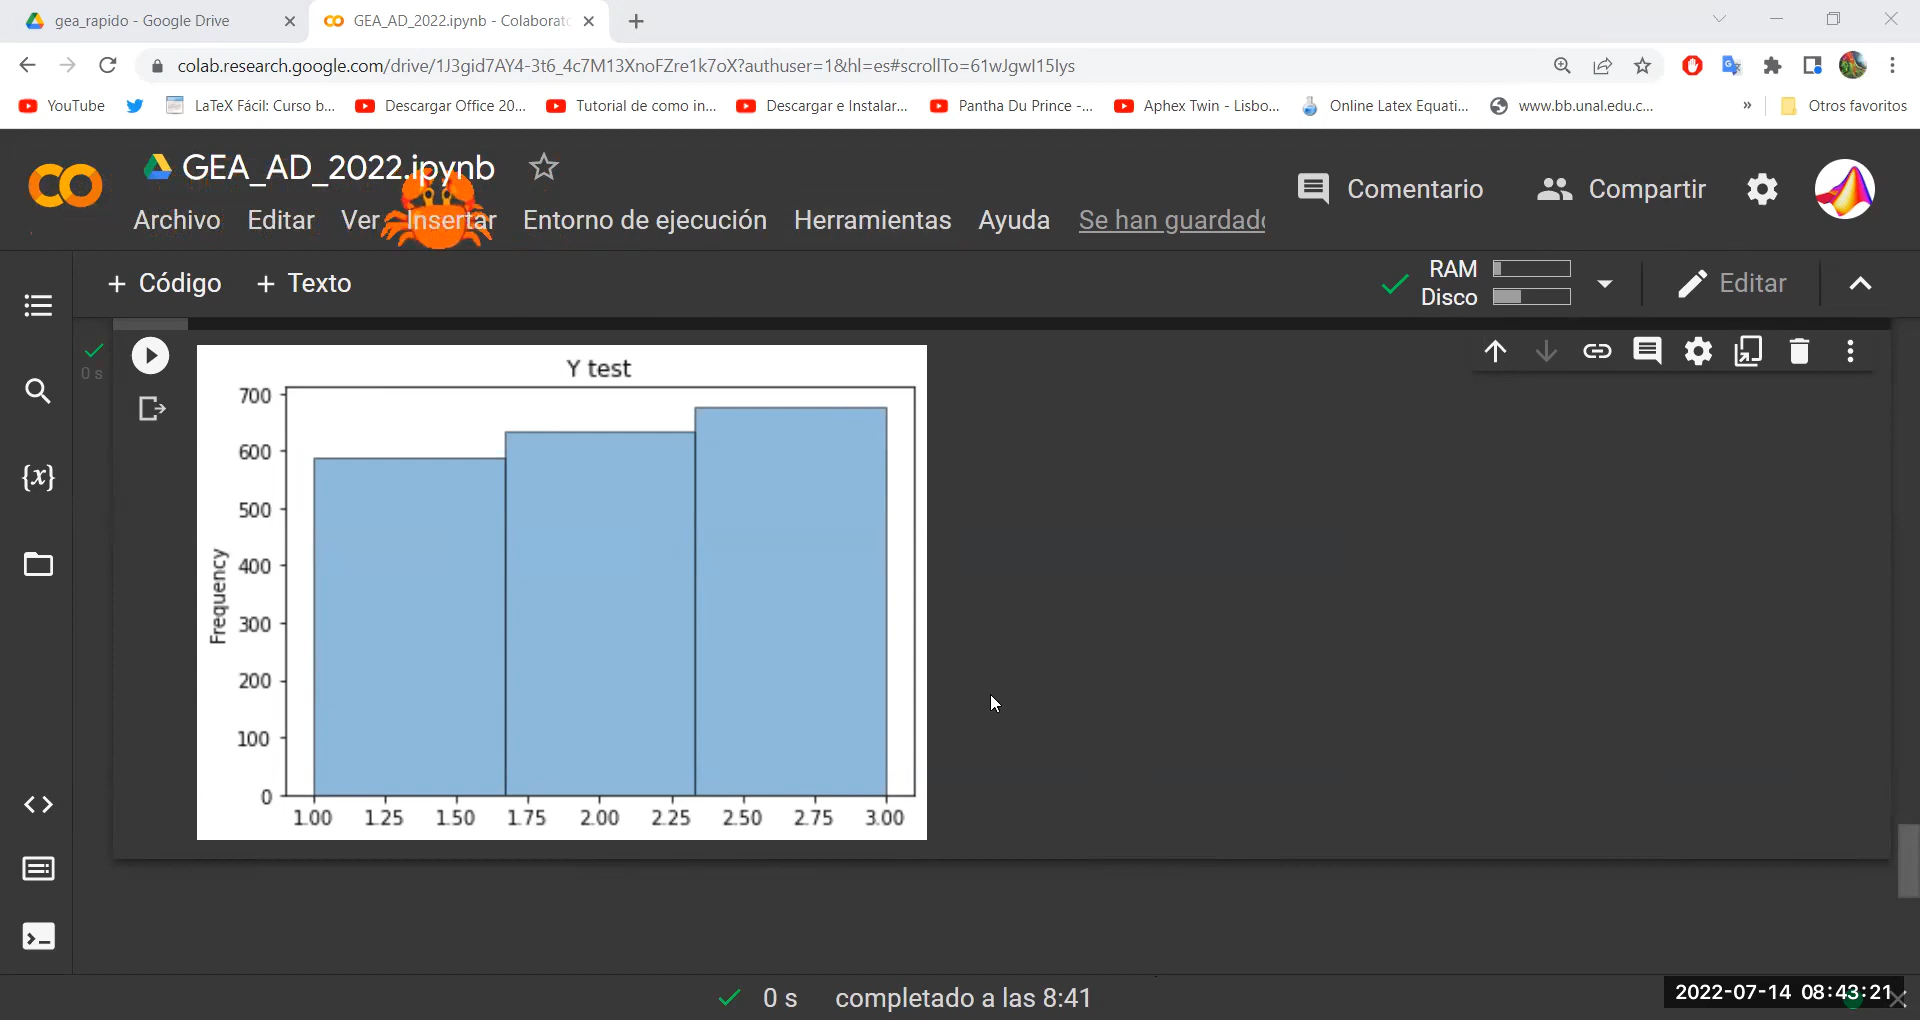 gea_rapido - Google Drive
GEA_AD_2022.ipynb - Colaborato
colab.research.google.com/drive/1J3gid7AY4-3t6_4c7M13XnoFZre1k7oX?authuser=1&hl=es#scrollTo=61wJgwI15Iys
YouTube
LaTeX Fácil: Curso b...
Descargar Office 20...
Tutorial de como in...
Descargar e Instalar...
Pantha Du Prince -...
Aphex Twin - Lisbo...
Online Latex Equati...
www.bb.unal.edu.c...
»
Otros favoritos
GEA_AD_2022.ipynb
Comentario
Compartir
Archivo Editar Ver Insertar Entorno de ejecución Herramientas Ayuda Se han guardado
+ Código + Texto
RAM
Disco
Editar
0 s
{x}
Y test
700
600
500
400
300
200
100
0
Frequency
1.00 1.25 1.50 1.75 2.00 2.25 2.50 2.75 3.00
0 s completado a las 8:41
2022-07-14 08:43:21